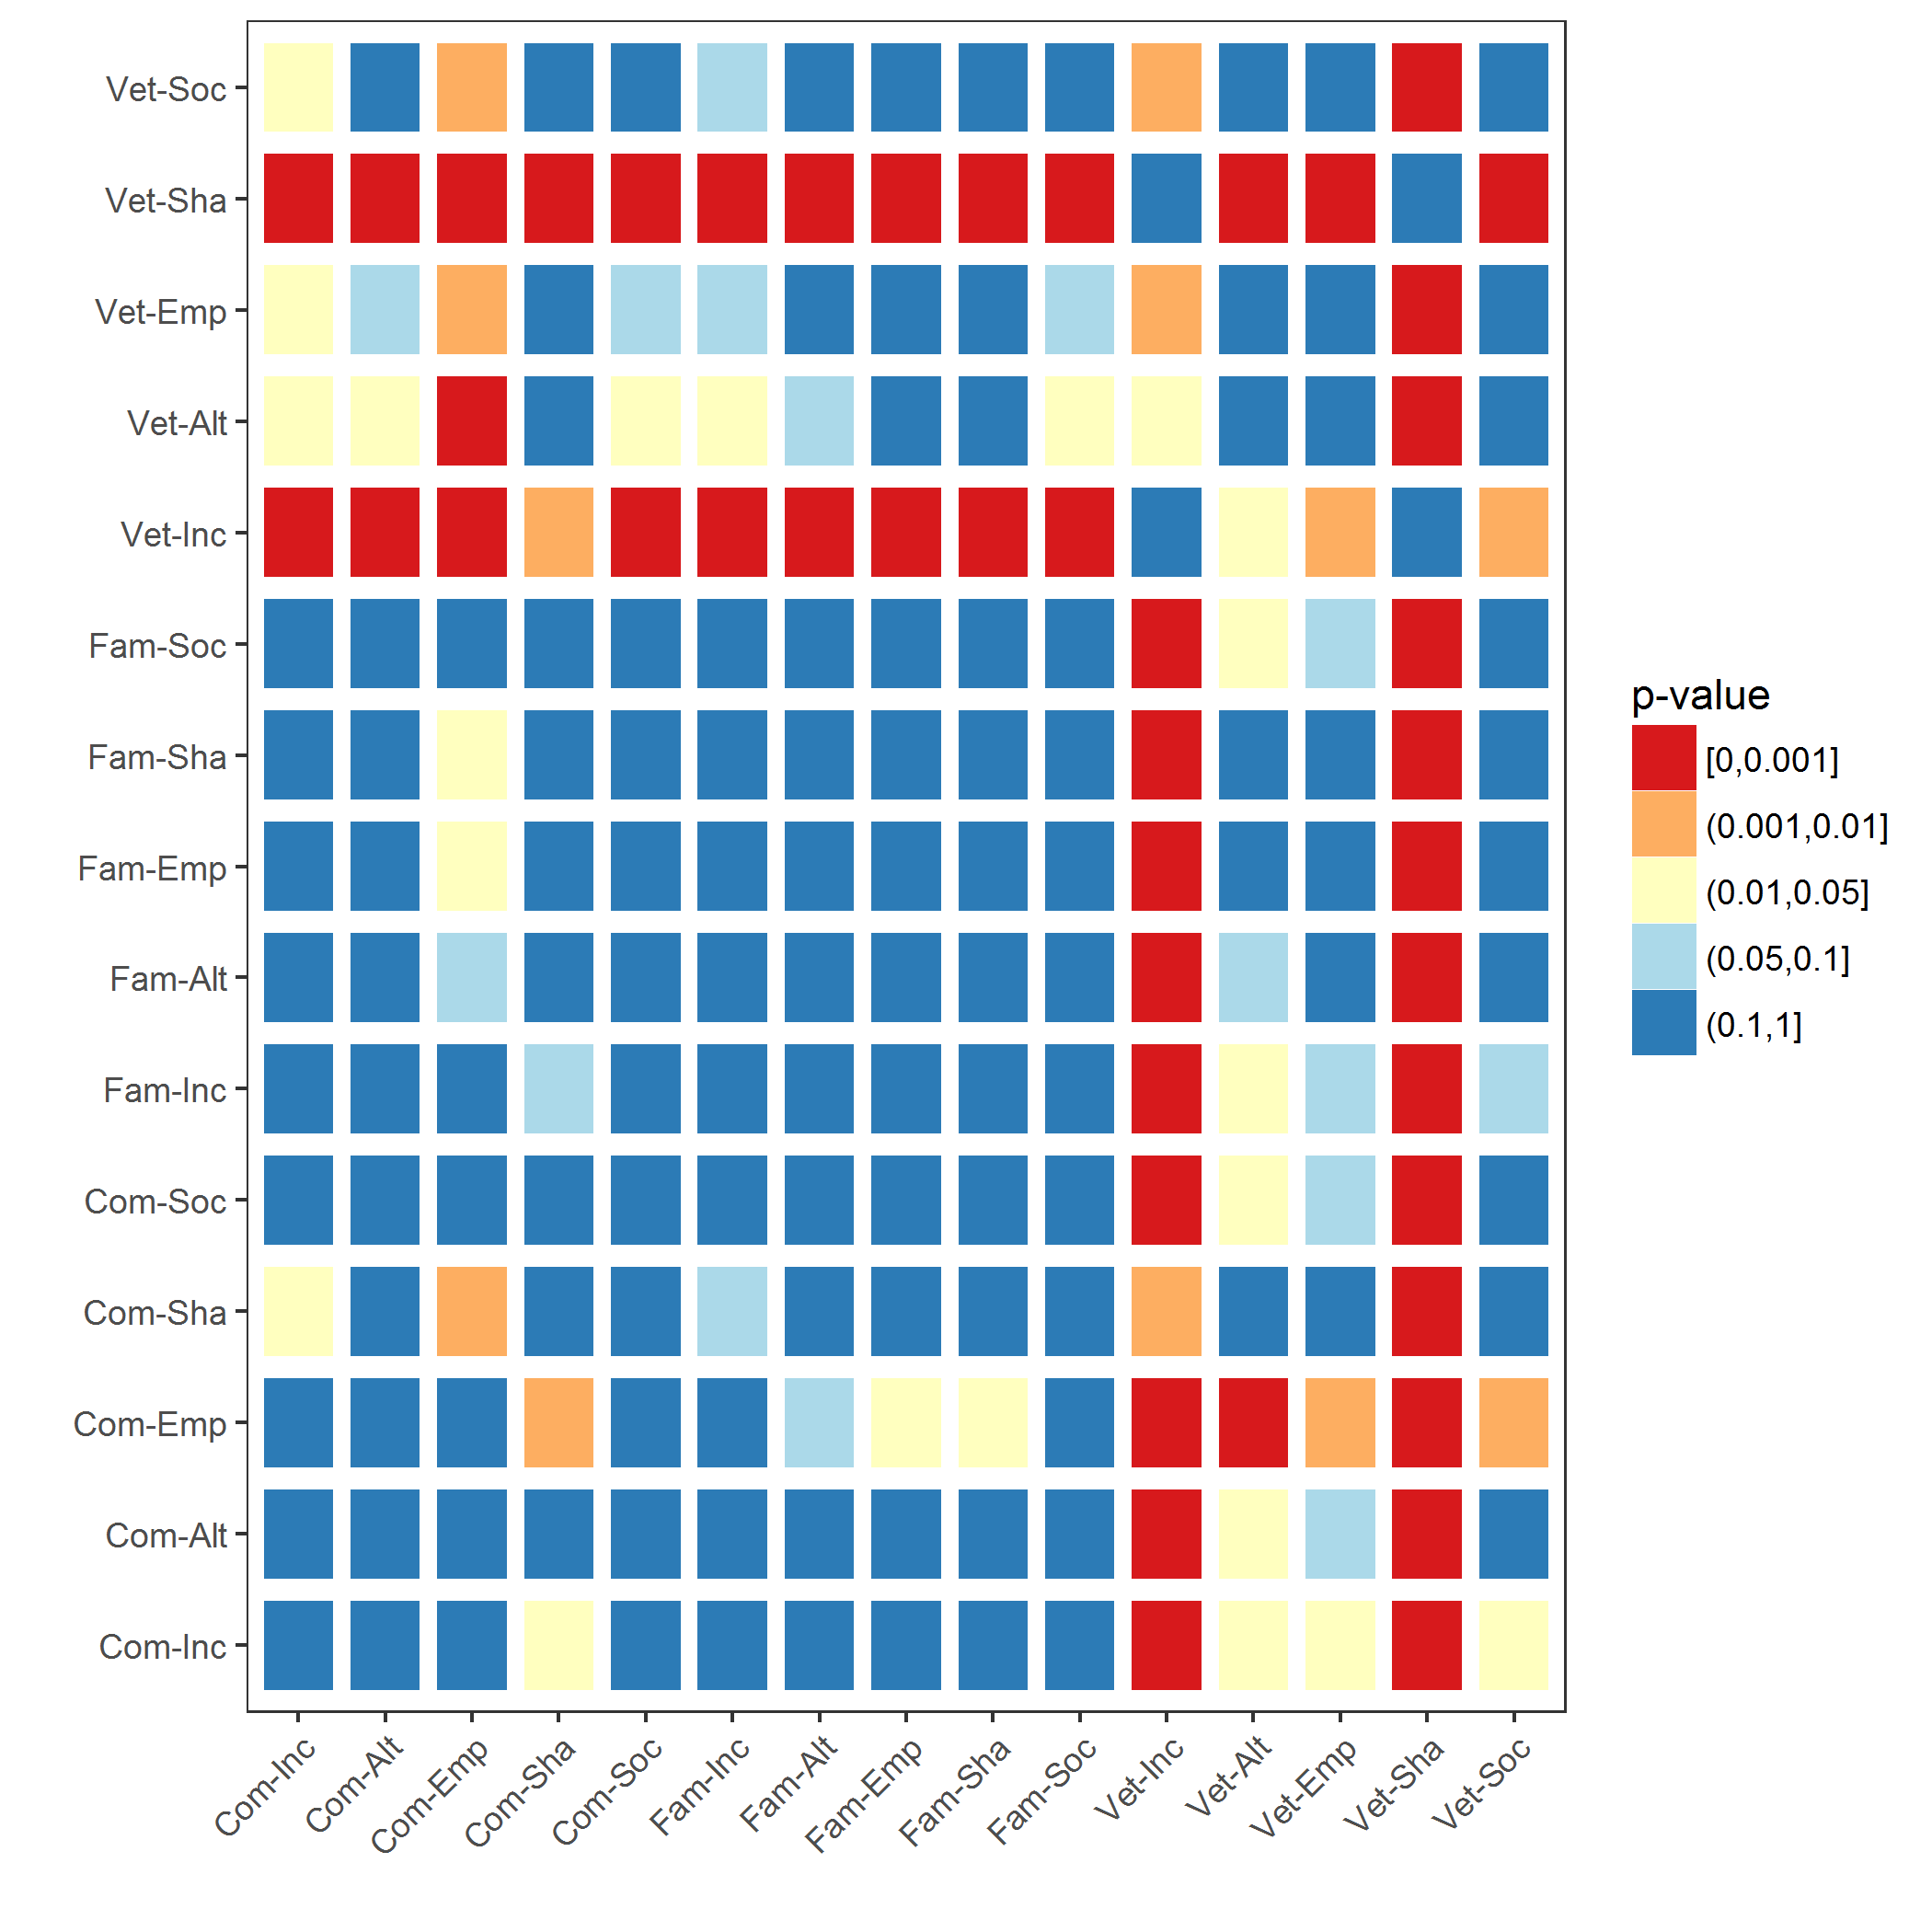 Vet-Soc
Vet-Sha
Vet-Emp
Vet-Alt
Vet-Inc
Fam-Soc
Fam-Sha
Fam-Emp
Fam-Alt
Fam-Inc
Com-Soc
Com-Sha
Com-Emp
Com-Alt
Com-Inc
Com-Inc
Com-Alt
Com-Emp
Com-Sha
Com-Soc
Fam-Inc
Fam-Alt
Fam-Emp
Fam-Sha
Fam-Soc
Vet-Inc
Vet-Alt
Vet-Emp
Vet-Sha
Vet-Soc
p-value
[0,0.001]
(0.001,0.01]
(0.01,0.05]
(0.05,0.1]
(0.1,1]